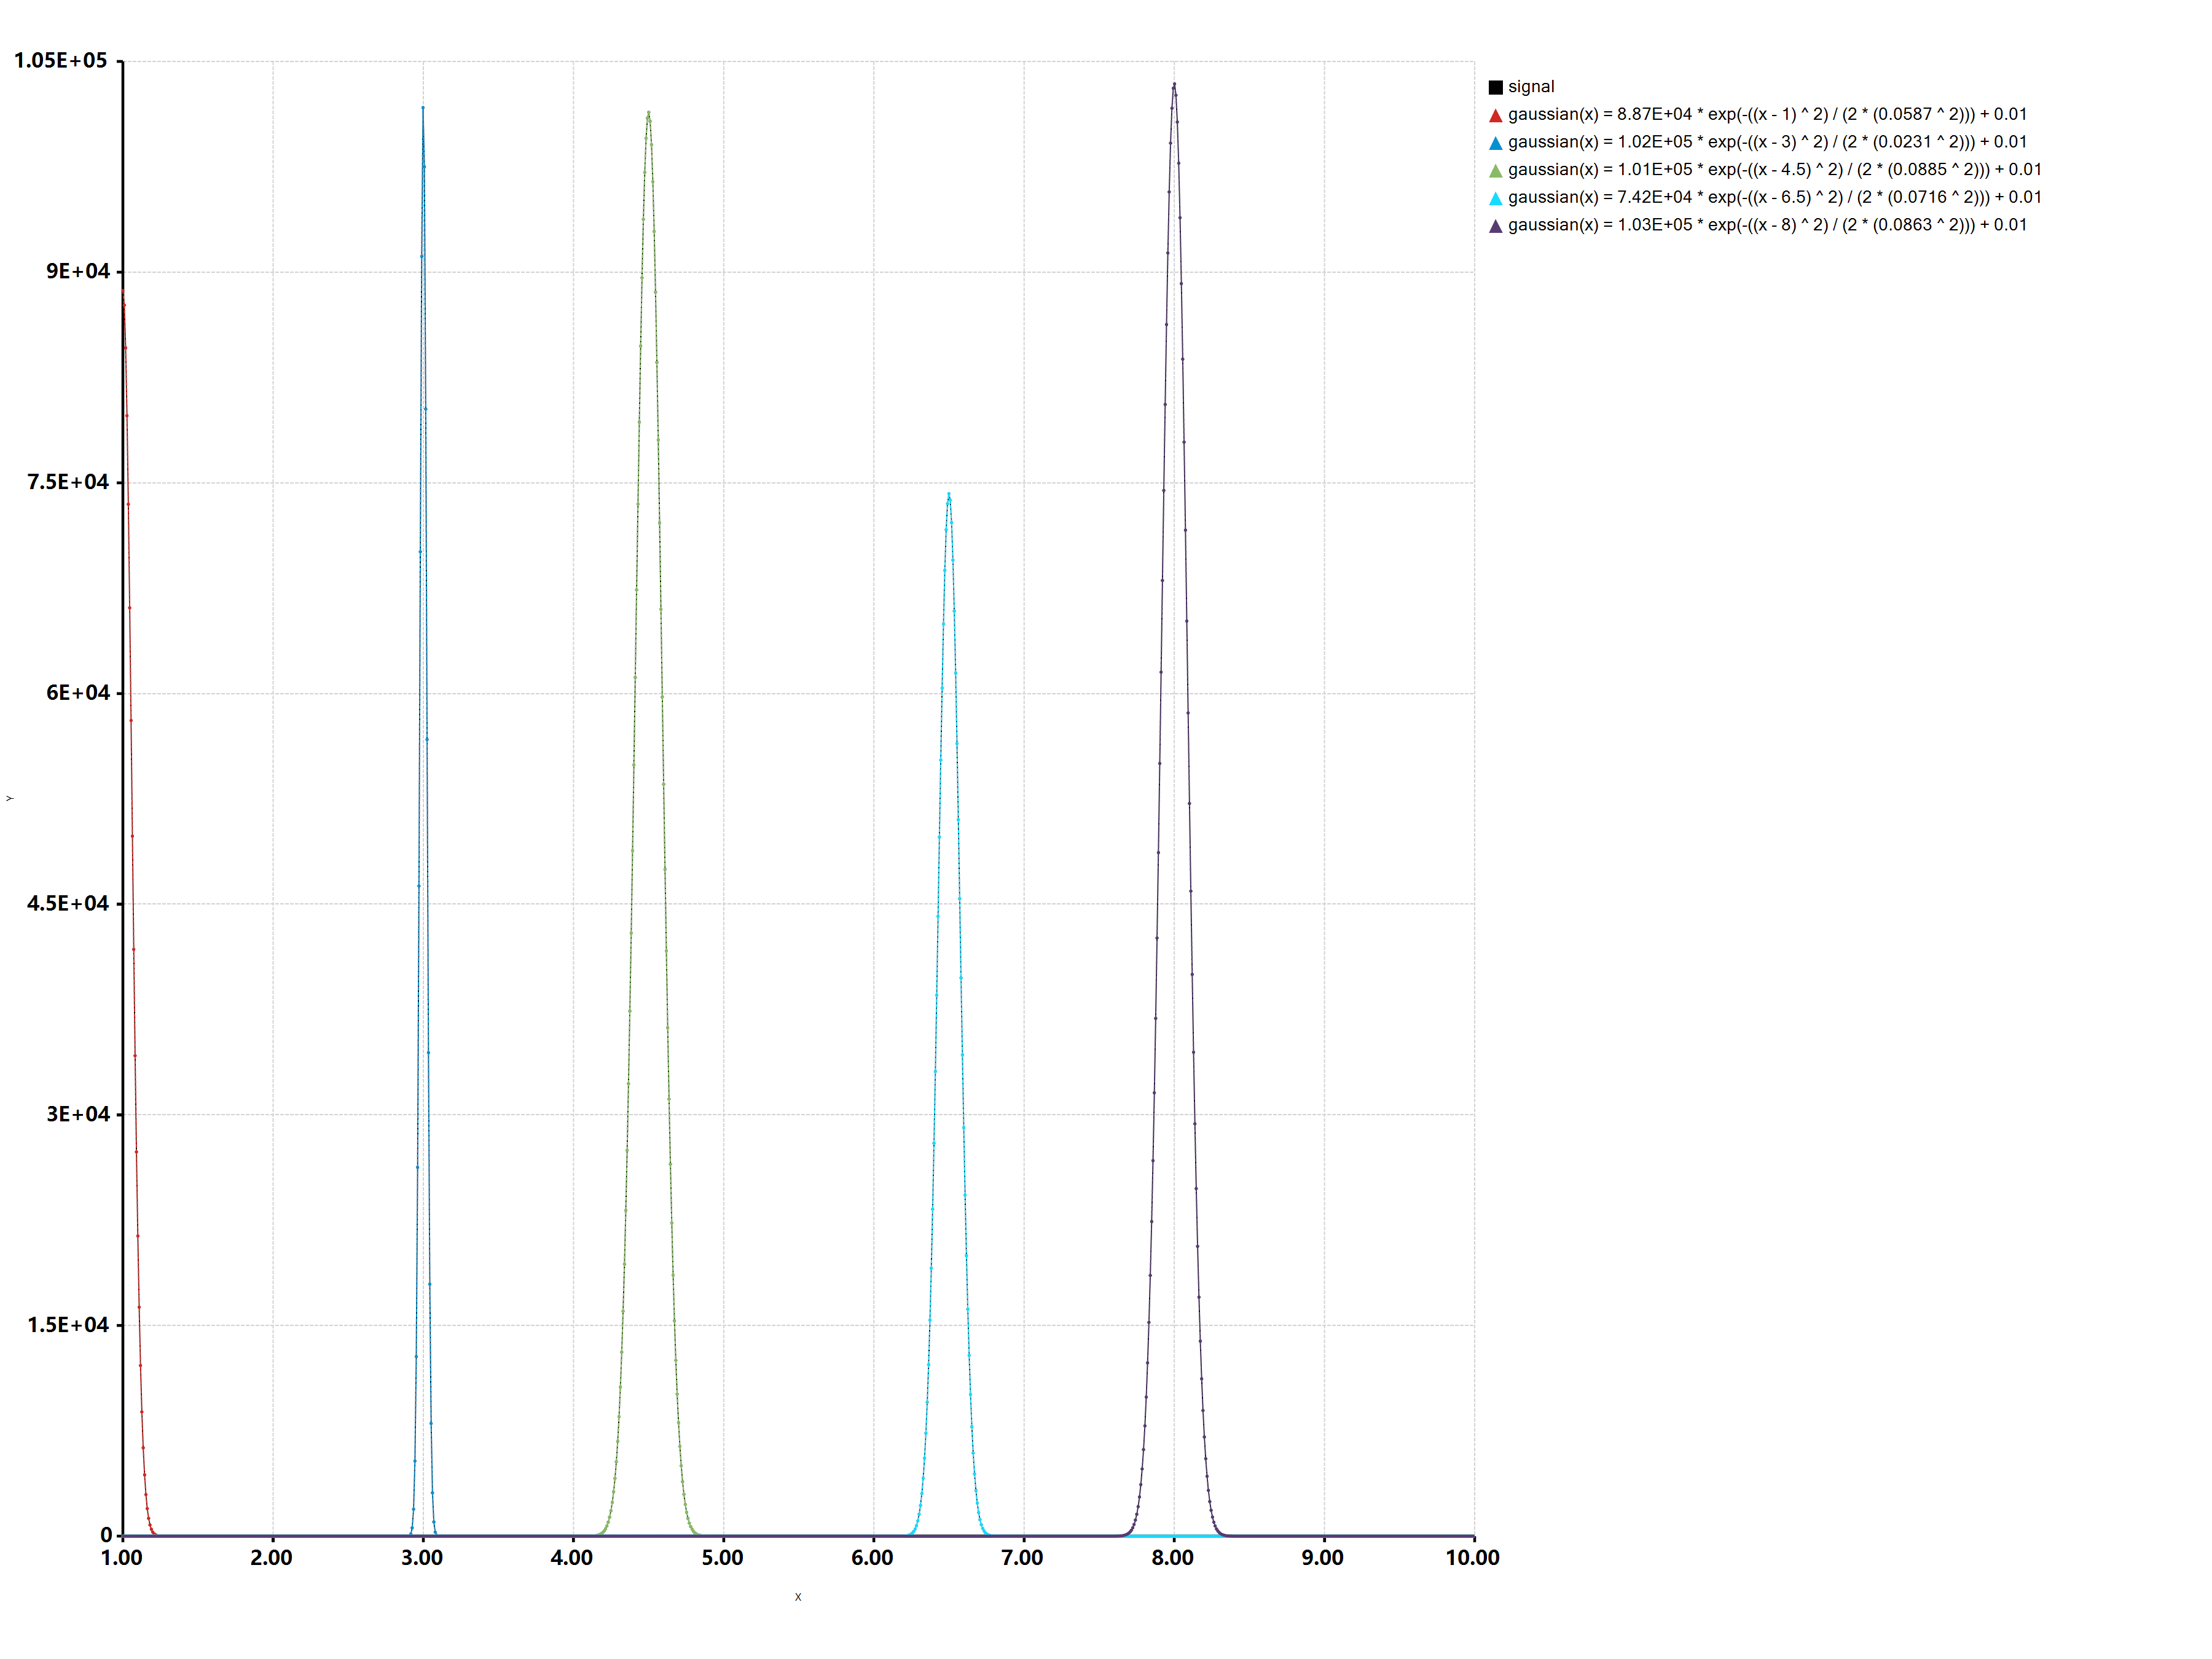 1.05E+05
9E+04
7.5E+04
6E+04
4.5E+04
3E+04
1.5E+04
0
Y
1.00 2.00 3.00 4.00 5.00 6.00 7.00 8.00 9.00 10.00
X
signal
gaussian(x) = 8.87E+04 * exp(-((x - 1) ^ 2) / (2 * (0.0587 ^ 2))) + 0.01
gaussian(x) = 1.02E+05 * exp(-((x - 3) ^ 2) / (2 * (0.0231 ^ 2))) + 0.01
gaussian(x) = 1.01E+05 * exp(-((x - 4.5) ^ 2) / (2 * (0.0885 ^ 2))) + 0.01
gaussian(x) = 7.42E+04 * exp(-((x - 6.5) ^ 2) / (2 * (0.0716 ^ 2))) + 0.01
gaussian(x) = 1.03E+05 * exp(-((x - 8) ^ 2) / (2 * (0.0863 ^ 2))) + 0.01